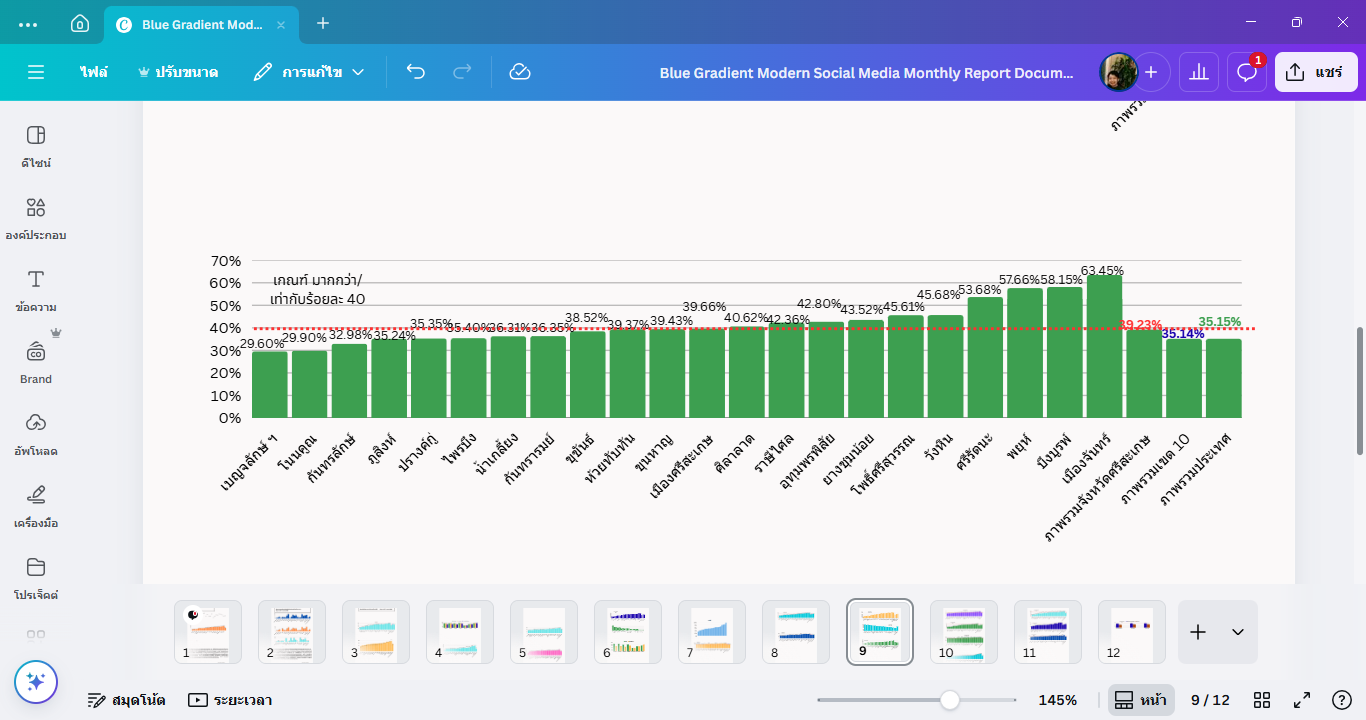 Blue Gradient Mod...
ไฟล์
ปรับขนาด
การแก้ไข
Blue Gradient Modern Social Media Monthly Report Docum...
1
แชร์
ดีไซน์
องค์ประกอบ
ข้อความ
Brand
อัพโหลด
เครื่องมือ
โปรเจ็คต์
70%
60%
50%
40%
30%
20%
10%
0%
เกณฑ์ มากกว่า/
เท่ากับร้อยละ 40
29.60%
29.90%
32.98%
35.24%
35.35%
35.40%
36.31%
36.35%
38.52%
39.37%
39.43%
39.66%
40.62%
42.36%
42.80%
43.52%
45.61%
45.68%
53.68%
57.66%
58.15%
63.45%
39.23%
35.14%
35.15%
เบญจลักษ์ ฯ
โนนคูณ
กันทรลักษ์
ภูสิงห์
ปรางค์กู่
ไพรบึง
น้ำเกลี้ยง
กันทรารมย์
ขุขันธ์
ห้วยทับทัน
ขุนหาญ
เมืองศรีสะเกษ
ศิลาลาด
ราษีไศล
อุทุมพรพิสัย
ยางชุมน้อย
โพธิ์ศรีสุวรรณ
วังหิน
ศรีรัตนะ
พยุห์
บึงบูรพ์
เมืองจันทร์
ภาพรวมจังหวัดศรีสะเกษ
ภาพรวมเขต 10
ภาพรวมประเทศ
1
2
3
4
5
6
7
8
9
10
11
12
สมุดโน้ต
ระยะเวลา
145%
หน้า
9 / 12